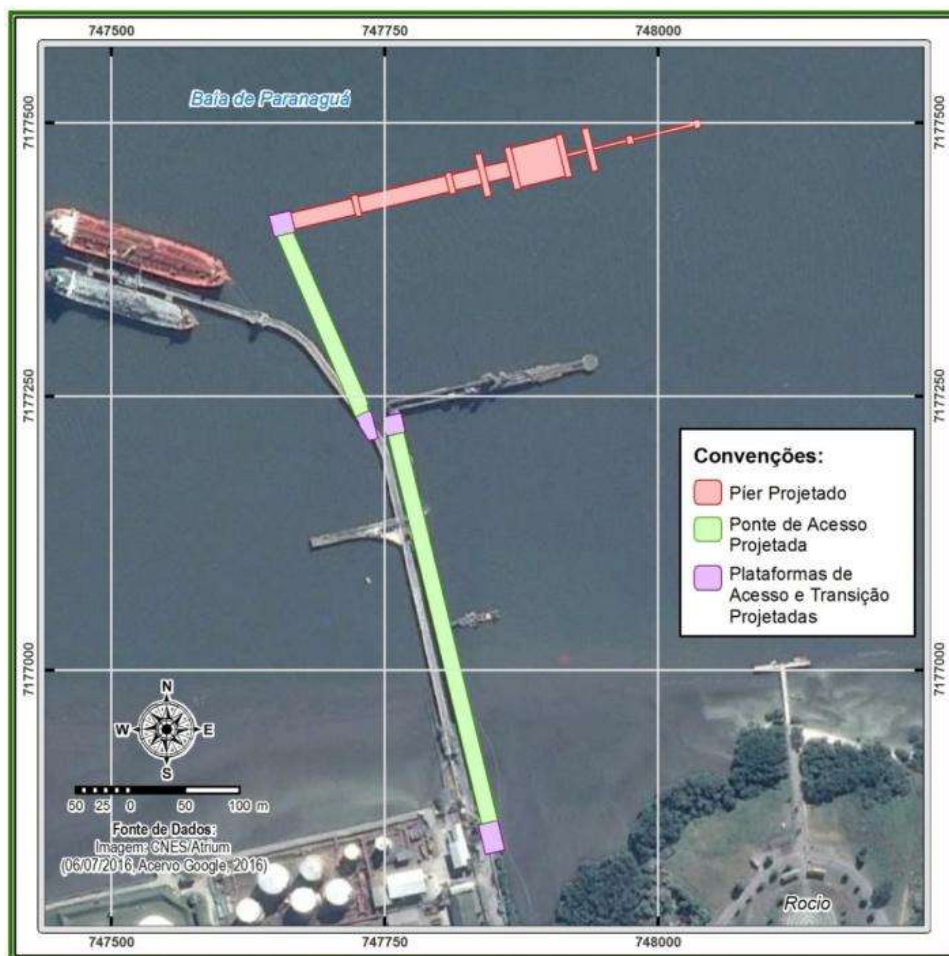 747500
747750
748000
Baía de Paranaguá
7177500
7177500
7177250
7177250
Convenções:
Píer Projetado
Ponte de Acesso
Projetada
Plataformas de
Acesso e Transição
Projetadas
7177000
7177000
N
W
E
S
50 25 0 50 100 m
Fonte de Dados:
Imagem: CNES/Atrium
(06/07/2016, Acervo Google, 2016)
Rocio
747500
747750
748000